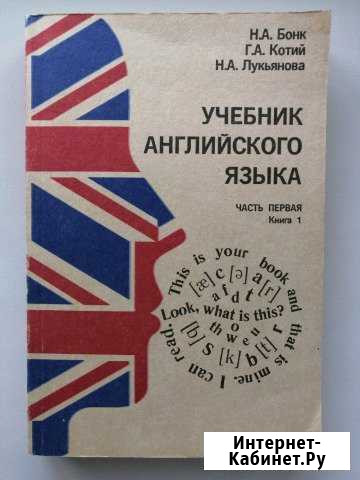 Н.А. Бонк
Г.А. Котий
Н.А. Лукьянова
УЧЕБНИК
АНГЛИЙСКОГО
ЯЗЫКА
ЧАСТЬ ПЕРВАЯ
Книга 1
This is your book and that is mine. I can read.
[æ] c [ə] a [r]
a f d t
Look, what is this?
o
th w e u r
[b] S [k] b [t]
Интернет-
Кабинет.Ру